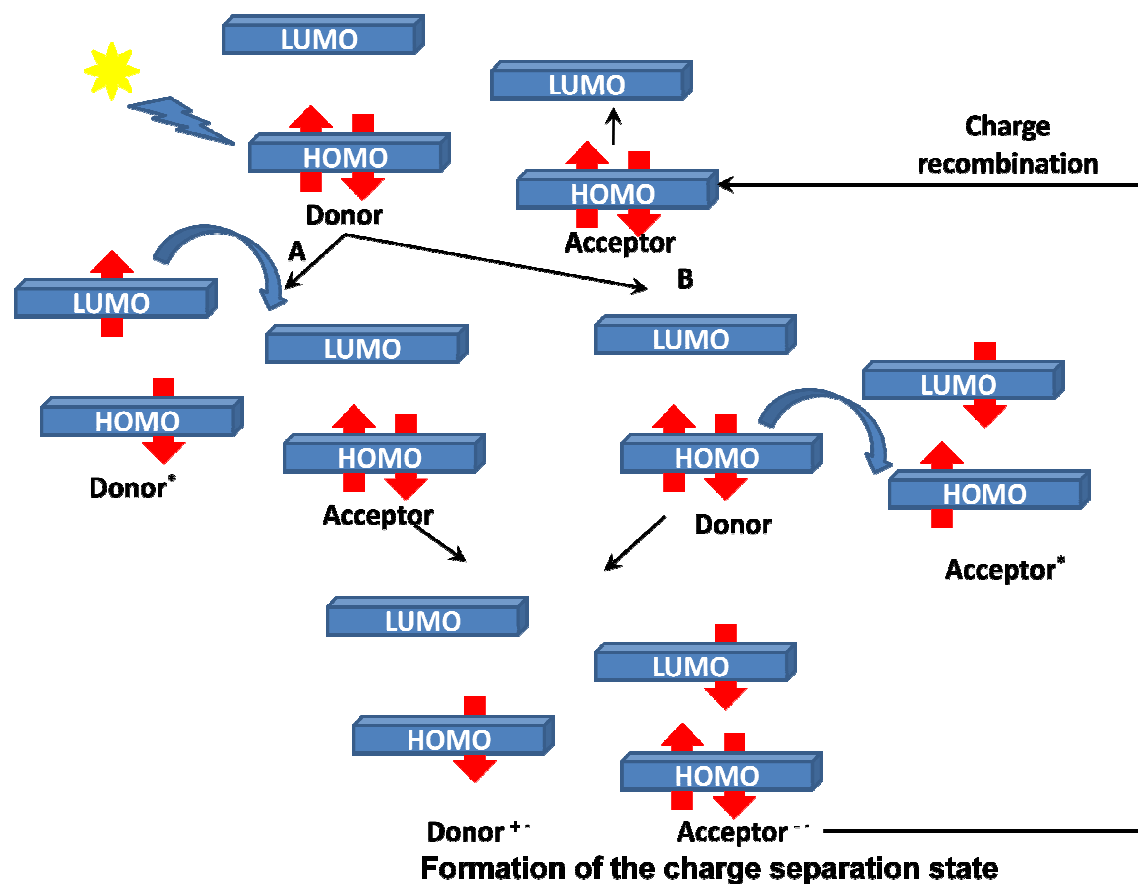 LUMO
LUMO
HOMO
Charge
recombination
HOMO
Donor
Acceptor
A
B
LUMO
LUMO
LUMO
LUMO
HOMO
HOMO
HOMO
HOMO
Donor*
Acceptor
Donor
Acceptor*
LUMO
LUMO
HOMO
HOMO
Donor + ·
Acceptor - ·
Formation of the charge separation state